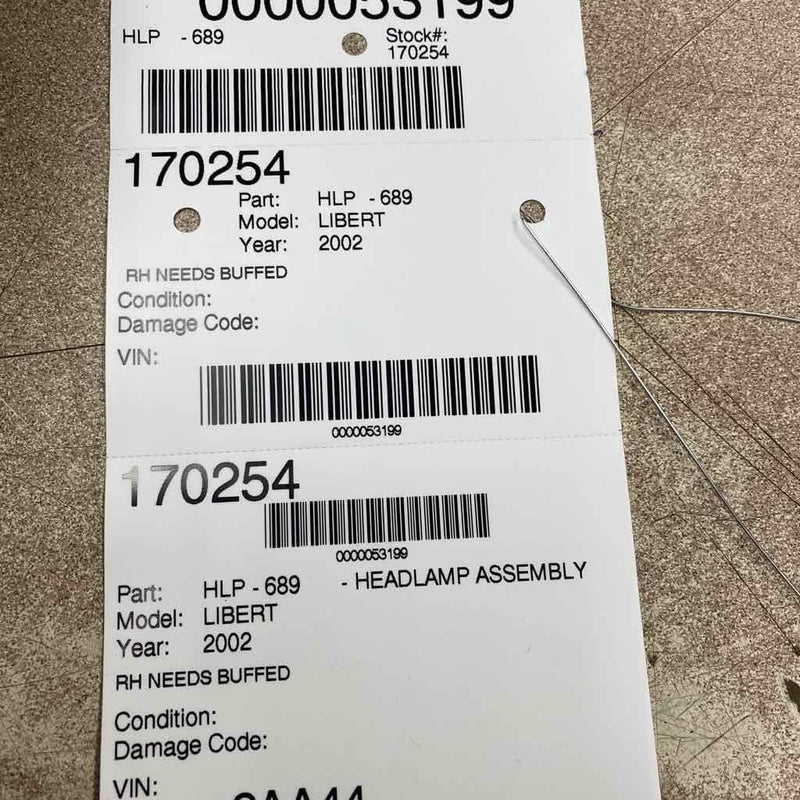 0000053199
HLP - 689
Stock#:
170254
170254
Part: HLP - 689
Model: LIBERT
Year: 2002
RH NEEDS BUFFED
Condition:
Damage Code:
VIN:
0000053199
170254
0000053199
Part: HLP - 689 - HEADLAMP ASSEMBLY
Model: LIBERT
Year: 2002
RH NEEDS BUFFED
Condition:
Damage Code:
VIN: